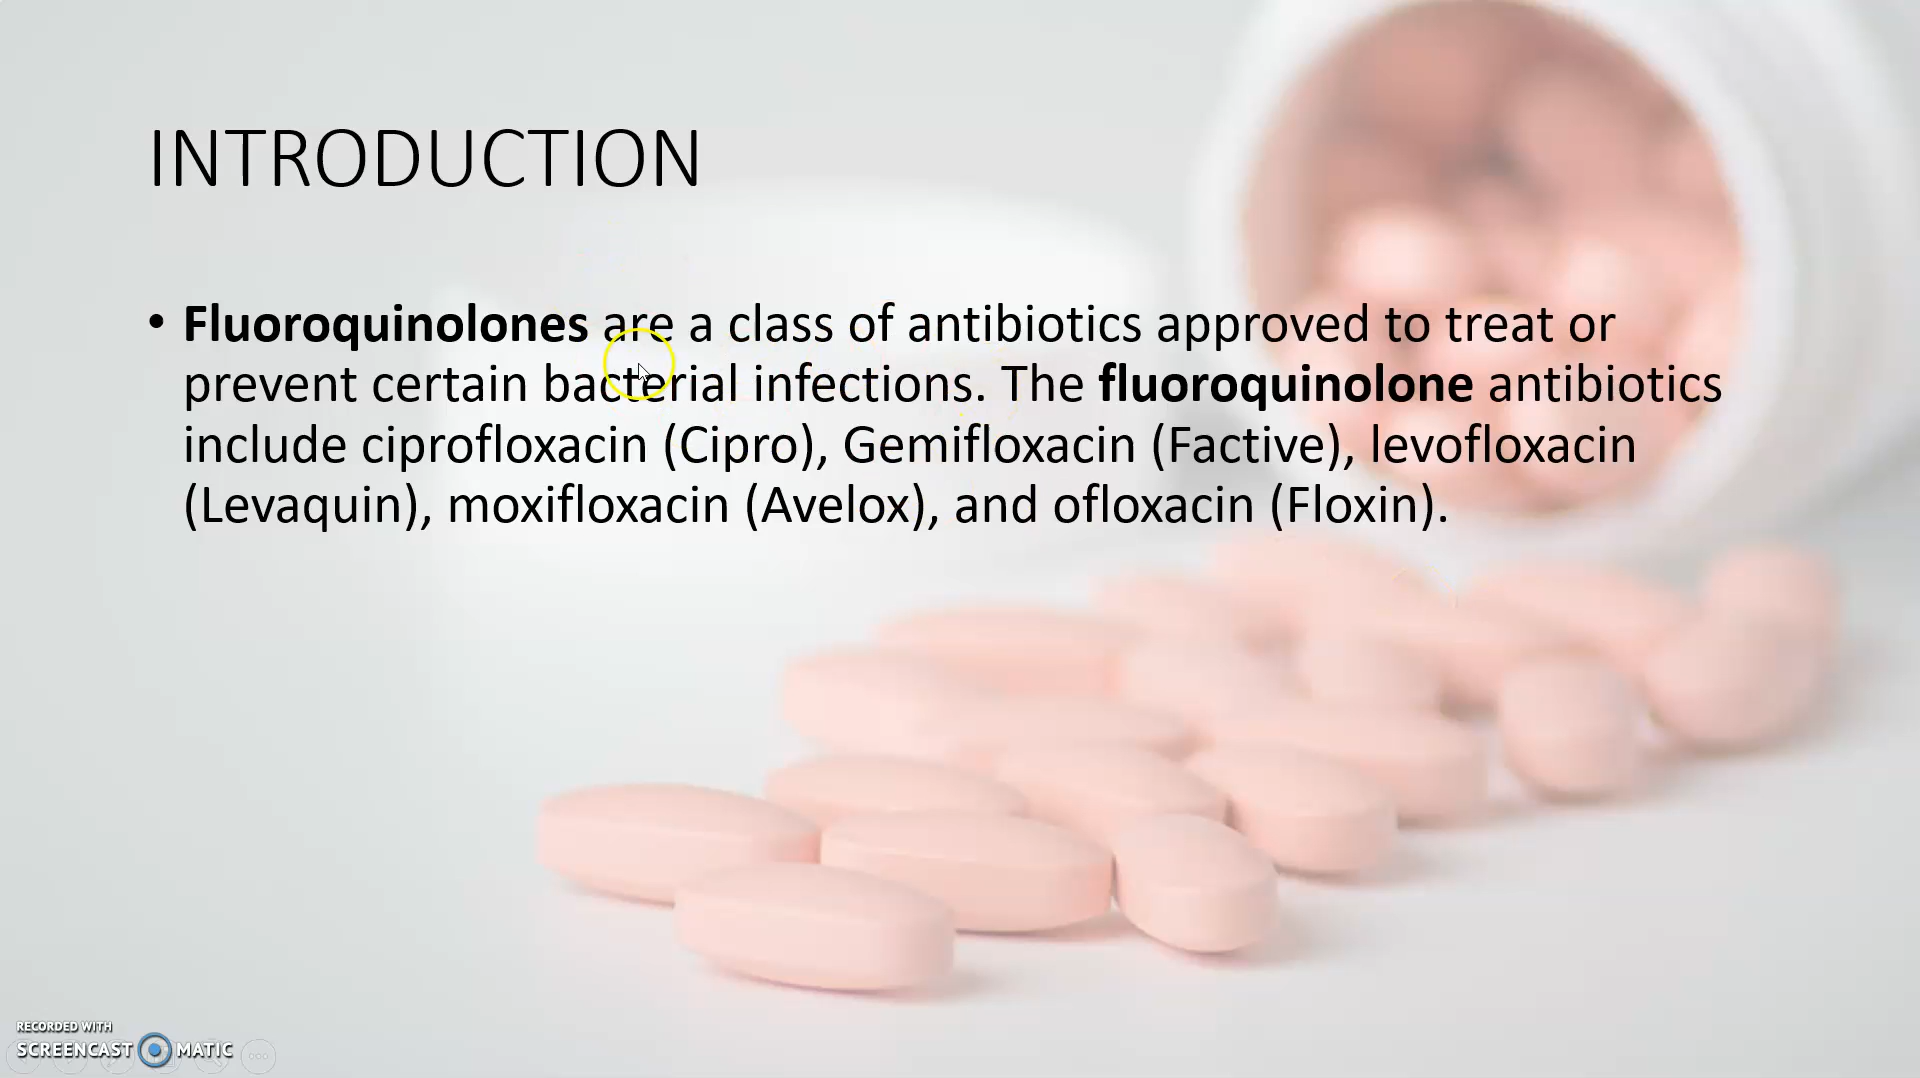 INTRODUCTION
• Fluoroquinolones are a class of antibiotics approved to treat or
prevent certain bacterial infections. The fluoroquinolone antibiotics
include ciprofloxacin (Cipro), Gemifloxacin (Factive), levofloxacin
(Levaquin), moxifloxacin (Avelox), and ofloxacin (Floxin).
RECORDED WITH
SCREENCAST MATIC